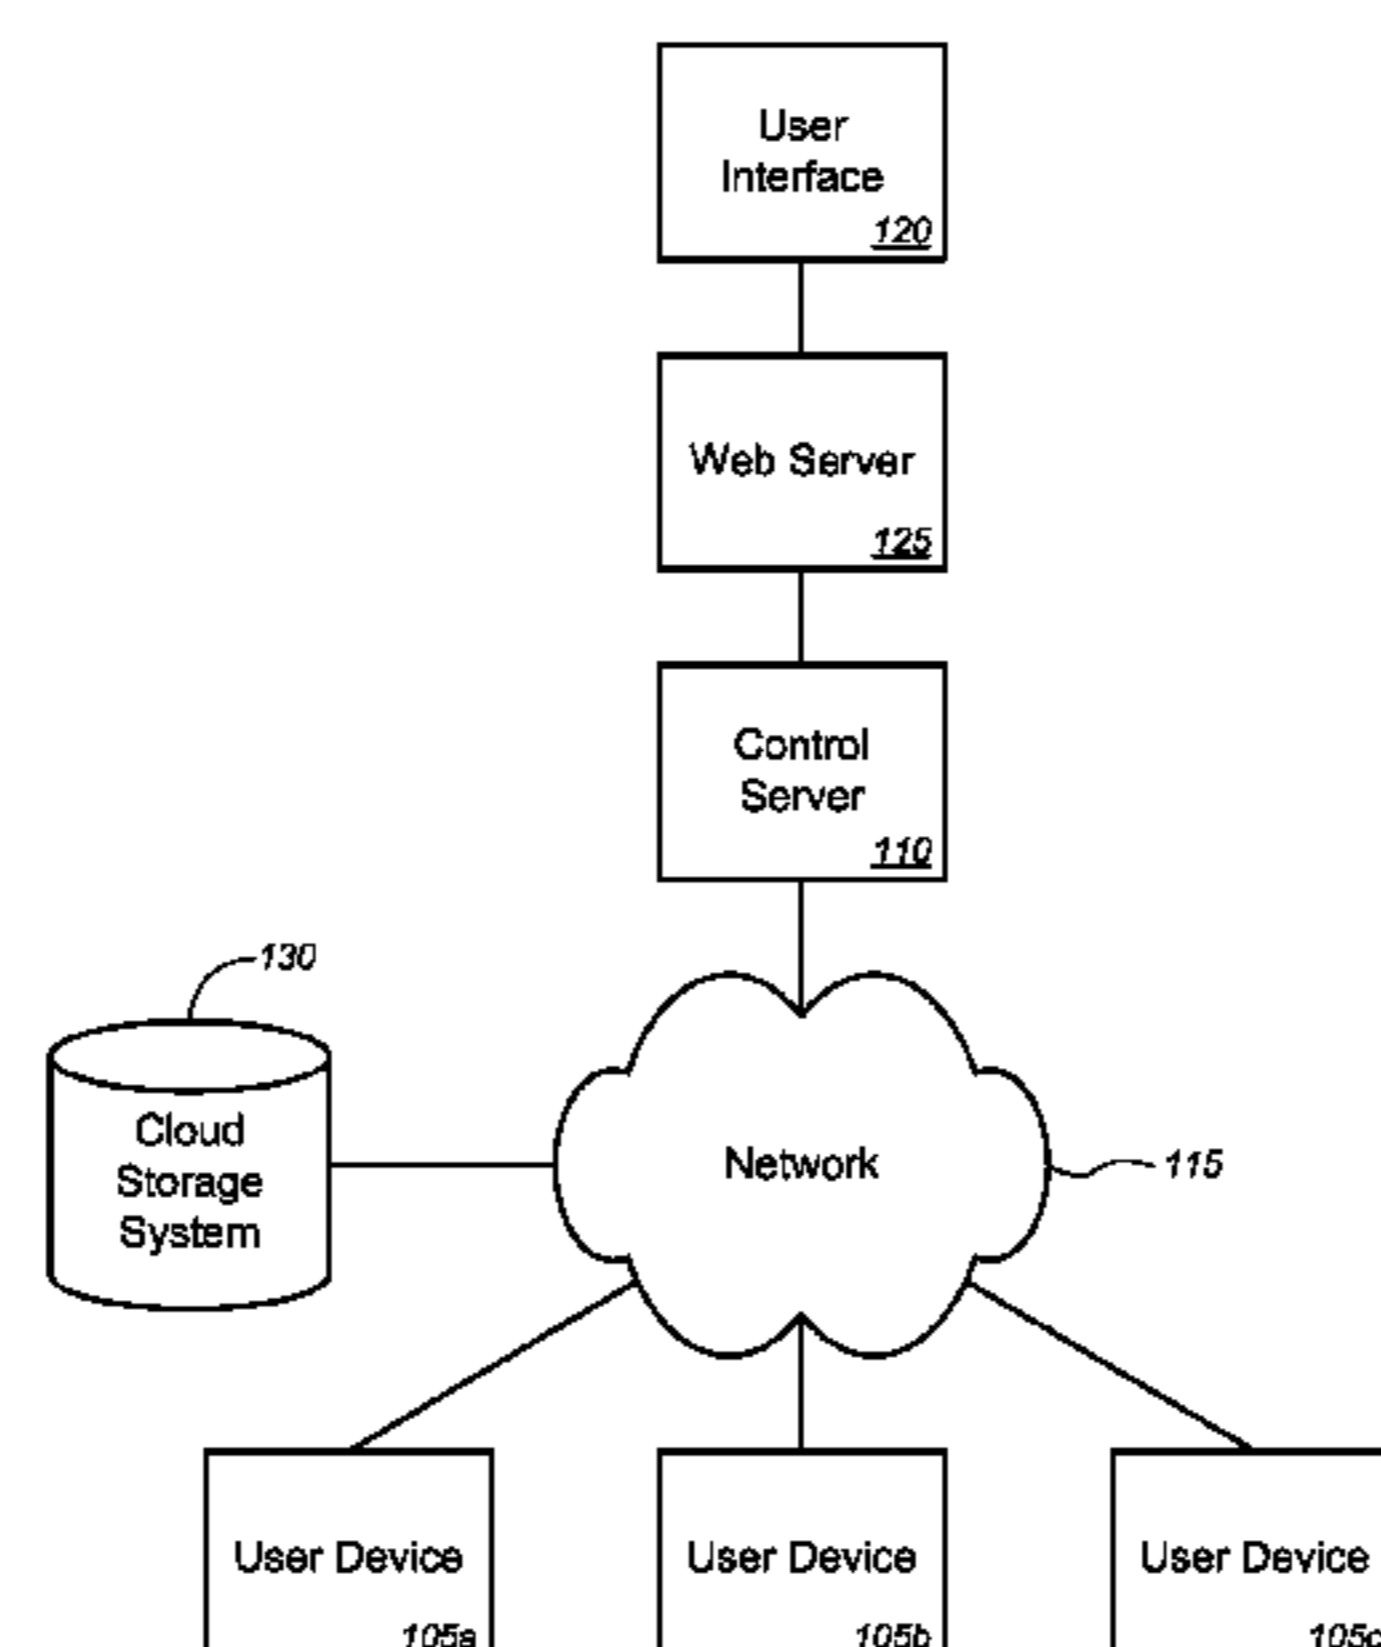 User
Interface
120
Web Server
125
Control
Server
110
130
Cloud
Storage
System
Network
115
User Device
105a
User Device
105b
User Device
105c